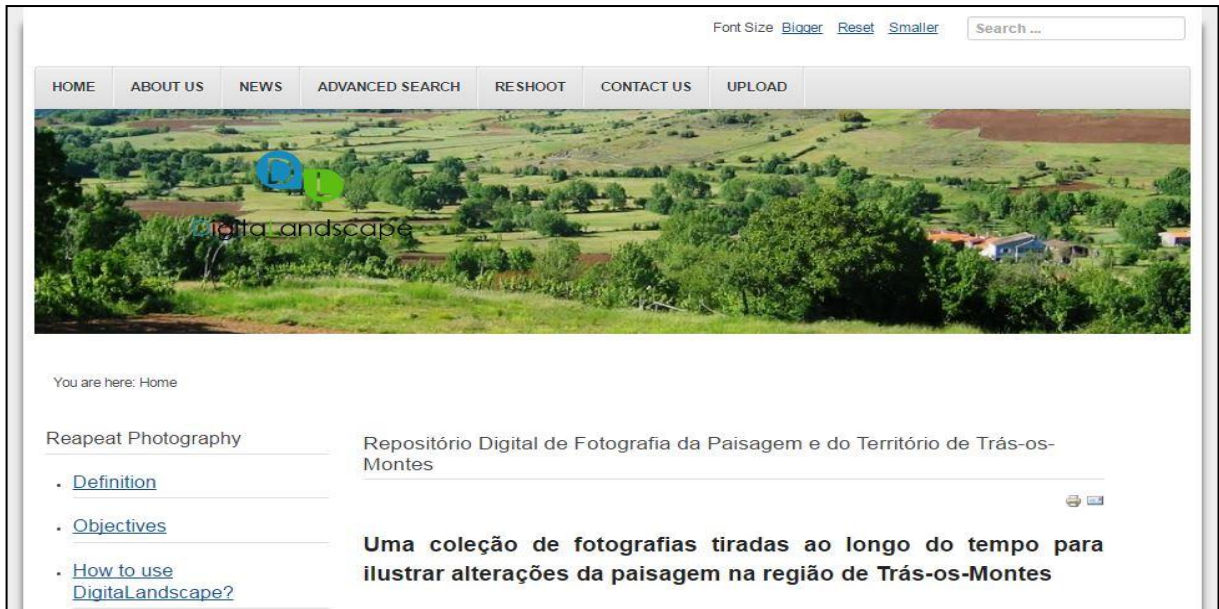 Font Size Bigger Reset Smaller Search ...
HOME ABOUT US NEWS ADVANCED SEARCH RESHOOT CONTACT US UPLOAD
DL
DigitaLandscape
You are here: Home
Reapeat Photography
Definition
Objectives
How to use
DigitaLandscape?
Repositório Digital de Fotografia da Paisagem e do Território de Trás-os-
Montes
Uma coleção de fotografias tiradas ao longo do tempo para
ilustrar alterações da paisagem na região de Trás-os-Montes